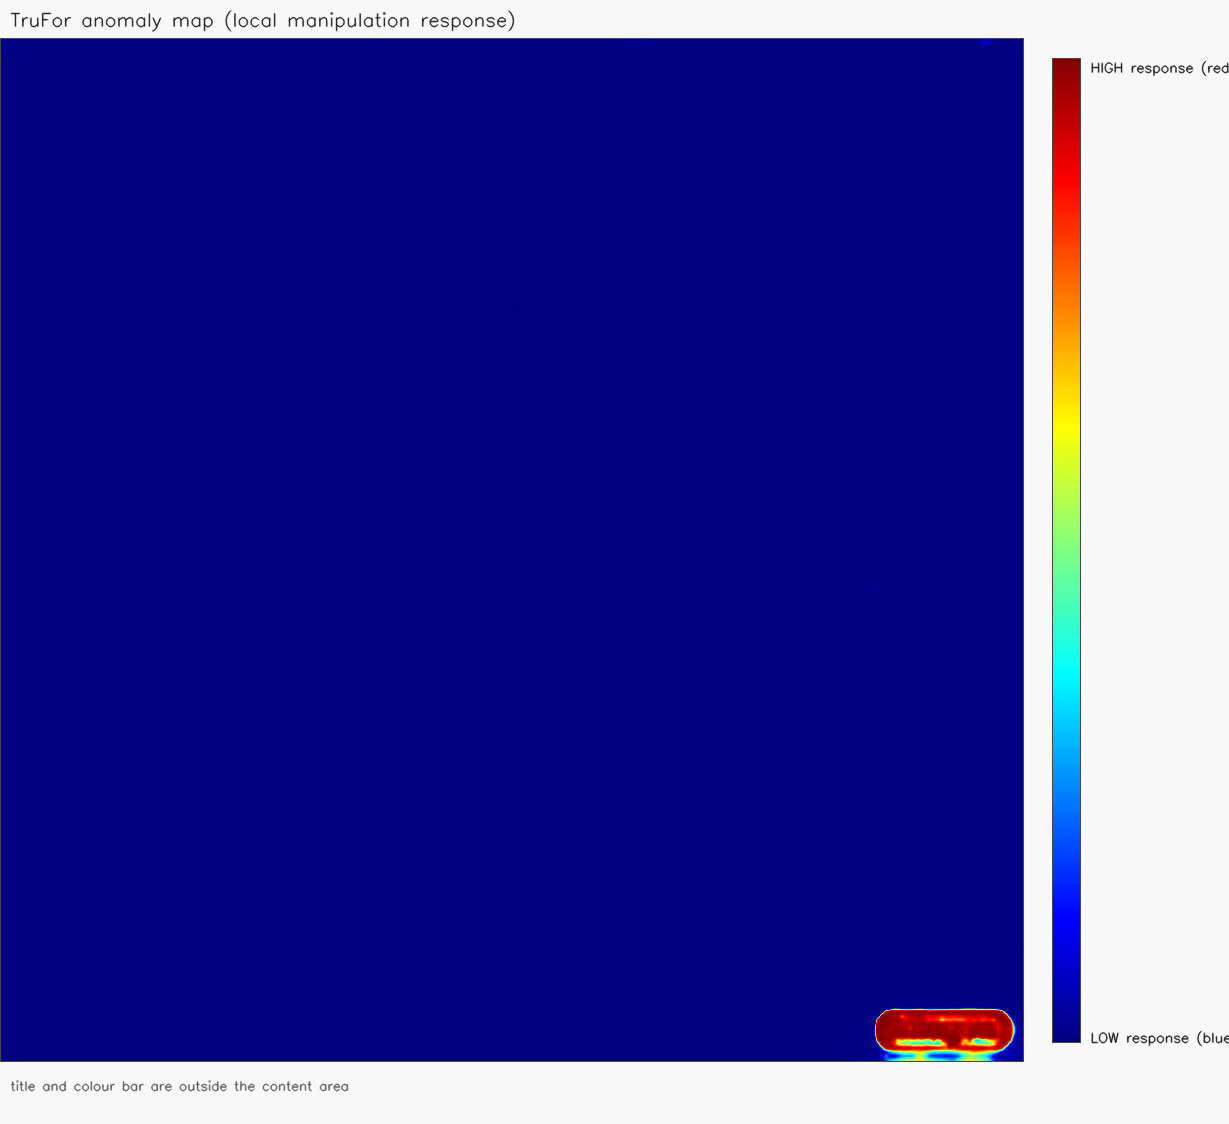 TruFor anomaly map (local manipulation response)
HIGH response (red
LOW response (blue
title and colour bar are outside the content area